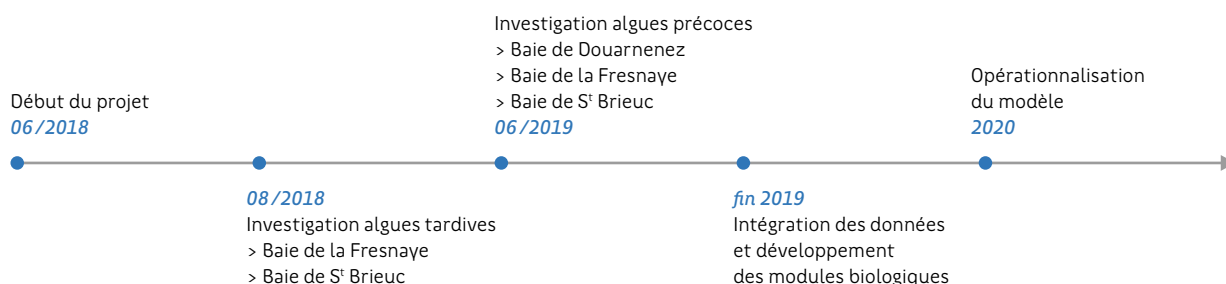 Début du projet
06/2018
08/2018
Investigation algues tardives
> Baie de la Fresnaye
> Baie de St Brieuc
Investigation algues précoces
> Baie de Douarnenez
> Baie de la Fresnaye
> Baie de St Brieuc
06/2019
fin 2019
Intégration des données
et développement
des modules biologiques
Opérationnalisation
du modèle
2020